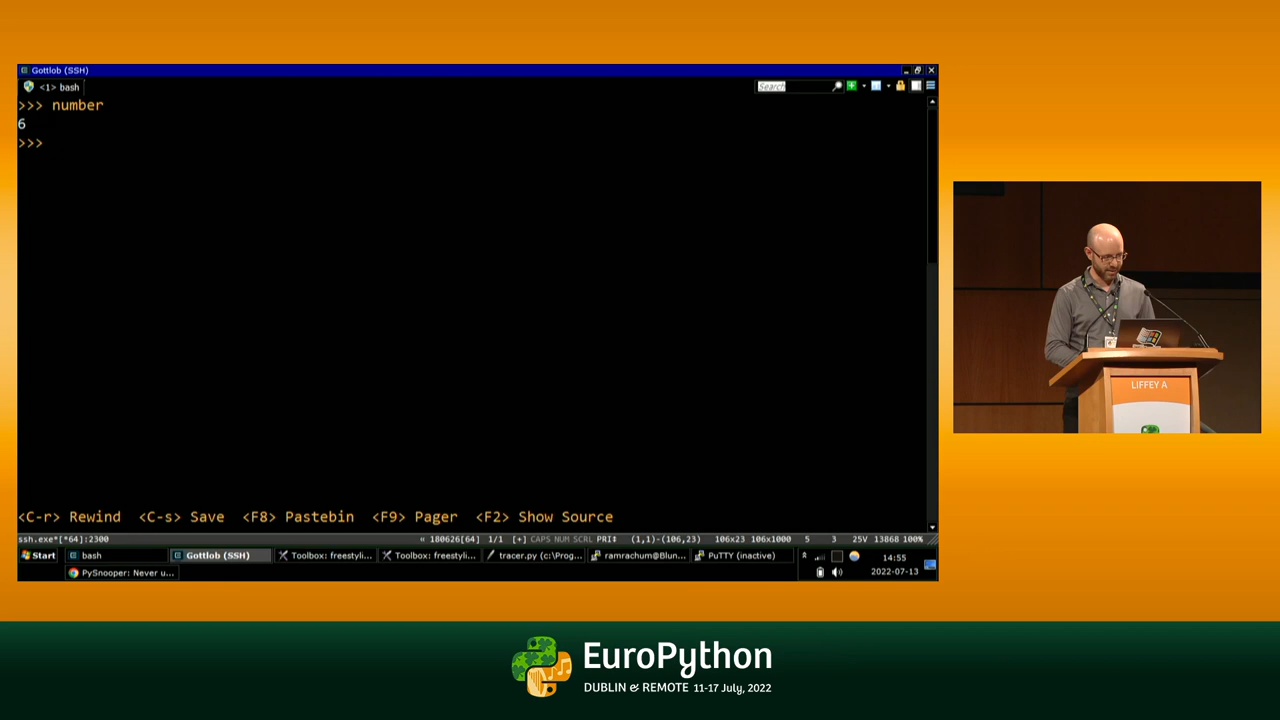 Gottlob (SSH)
<1> bash
Search
>>> number
6
>>>
<C-r> Rewind <C-s> Save <F8> Pastebin <F9> Pager <F2> Show Source
ssh.exe*[*64]:2300
« 180626[64] 1/1 [+] CAPS NUM SCRL PRI↕ (1,1)-(106,23) 106x23 106x1000 5 3 25V 13868 100%
Start
bash
Gottlob (SSH)
Toolbox: freestyli...
Toolbox: freestyli...
tracer.py (c:\Prog...
ramrachum@Blun...
PuTTY (inactive)
14:55
PySnooper: Never u...
2022-07-13
LIFFEY A
EuroPython
DUBLIN & REMOTE 11-17 July, 2022